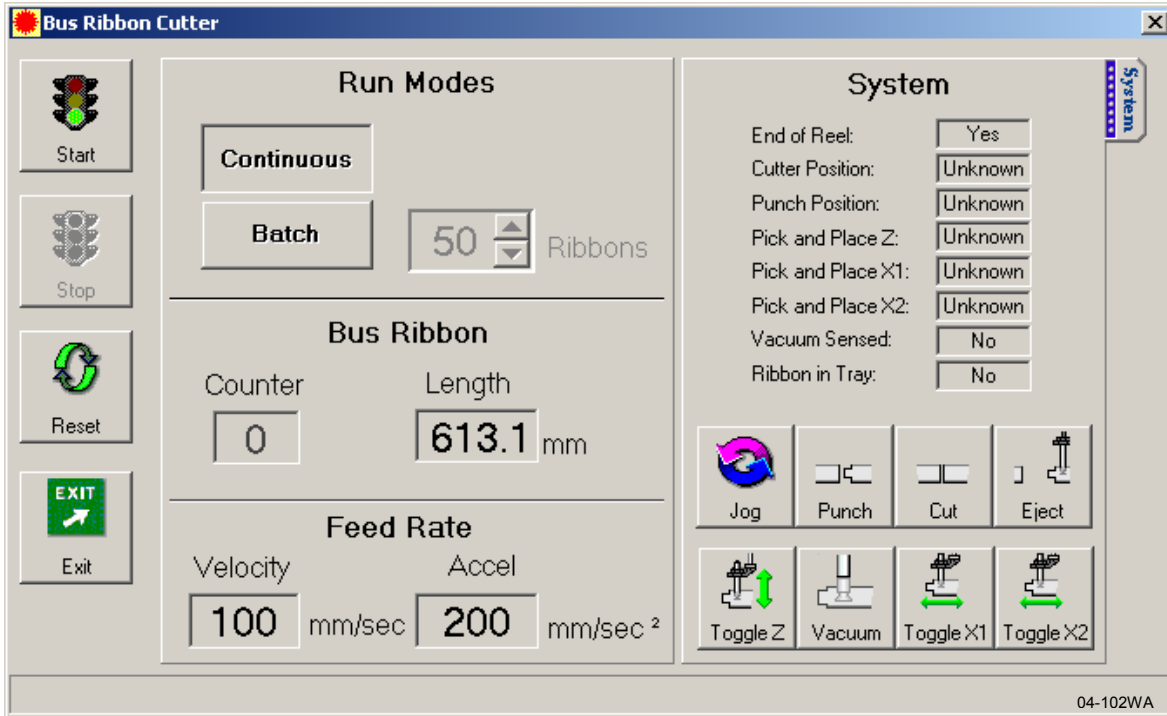 Bus Ribbon Cutter
Start
Stop
Reset
EXIT
Exit
Run Modes
Continuous
Batch
50 Ribbons
Bus Ribbon
Counter Length
0 613.1 mm
Feed Rate
Velocity Accel
100 mm/sec 200 mm/sec ²
System
End of Reel: Yes
Cutter Position: Unknown
Punch Position: Unknown
Pick and Place Z: Unknown
Pick and Place X1: Unknown
Pick and Place X2: Unknown
Vacuum Sensed: No
Ribbon in Tray: No
Jog Punch Cut Eject
Toggle Z Vacuum Toggle X1 Toggle X2
System
04-102WA